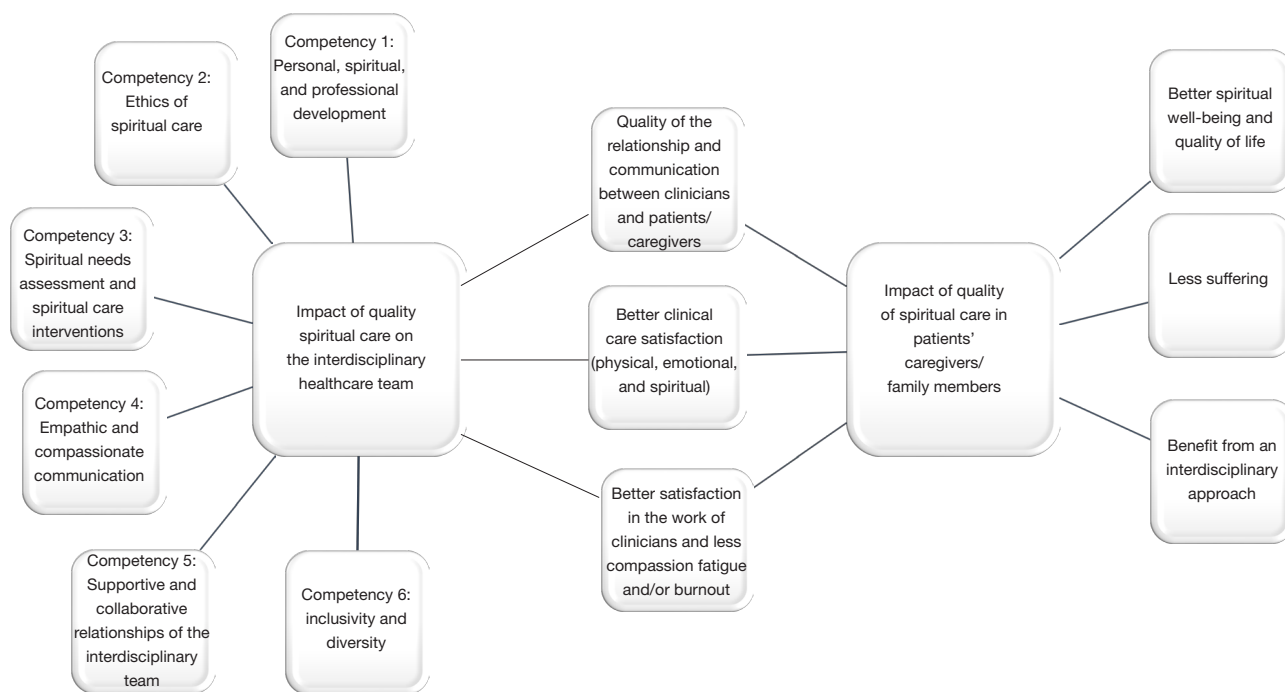 Competency 1:
Personal, spiritual,
and professional
development
Competency 2:
Ethics of
spiritual care
Competency 3:
Spiritual needs
assessment and
spiritual care
interventions
Competency 4:
Empathic and
compassionate
communication
Competency 5:
Supportive and
collaborative
relationships of the
interdisciplinary
team
Competency 6:
inclusivity and
diversity
Impact of quality
spiritual care on
the interdisciplinary
healthcare team
Quality of the
relationship and
communication
between clinicians
and patients/
caregivers
Better clinical
care satisfaction
(physical, emotional,
and spiritual)
Better satisfaction
in the work of
clinicians and less
compassion fatigue
and/or burnout
Impact of quality
of spiritual care in
patients’
caregivers/
family members
Better spiritual
well-being and
quality of life
Less suffering
Benefit from an
interdisciplinary
approach